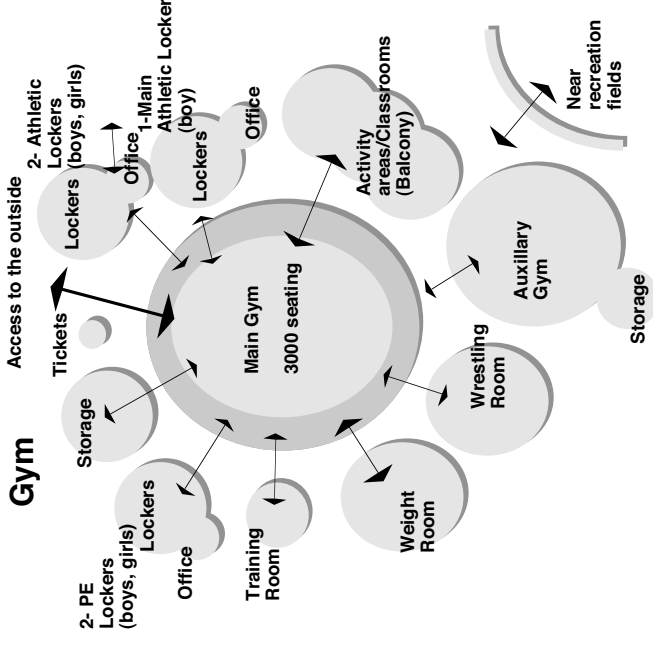 Gym
Access to the outside
2- Athletic
Lockers
(boys, girls)
Tickets
Lockers
Storage
2- PE
Lockers
(boys, girls)
Lockers
Office
Office
1-Main
Athletic Locker
(boy)
Lockers
Office
Training
Room
Main Gym
3000 seating
Activity
areas/Classrooms
(Balcony)
Weight
Room
Wrestling
Room
Auxillary
Gym
Near
recreation
fields
Storage